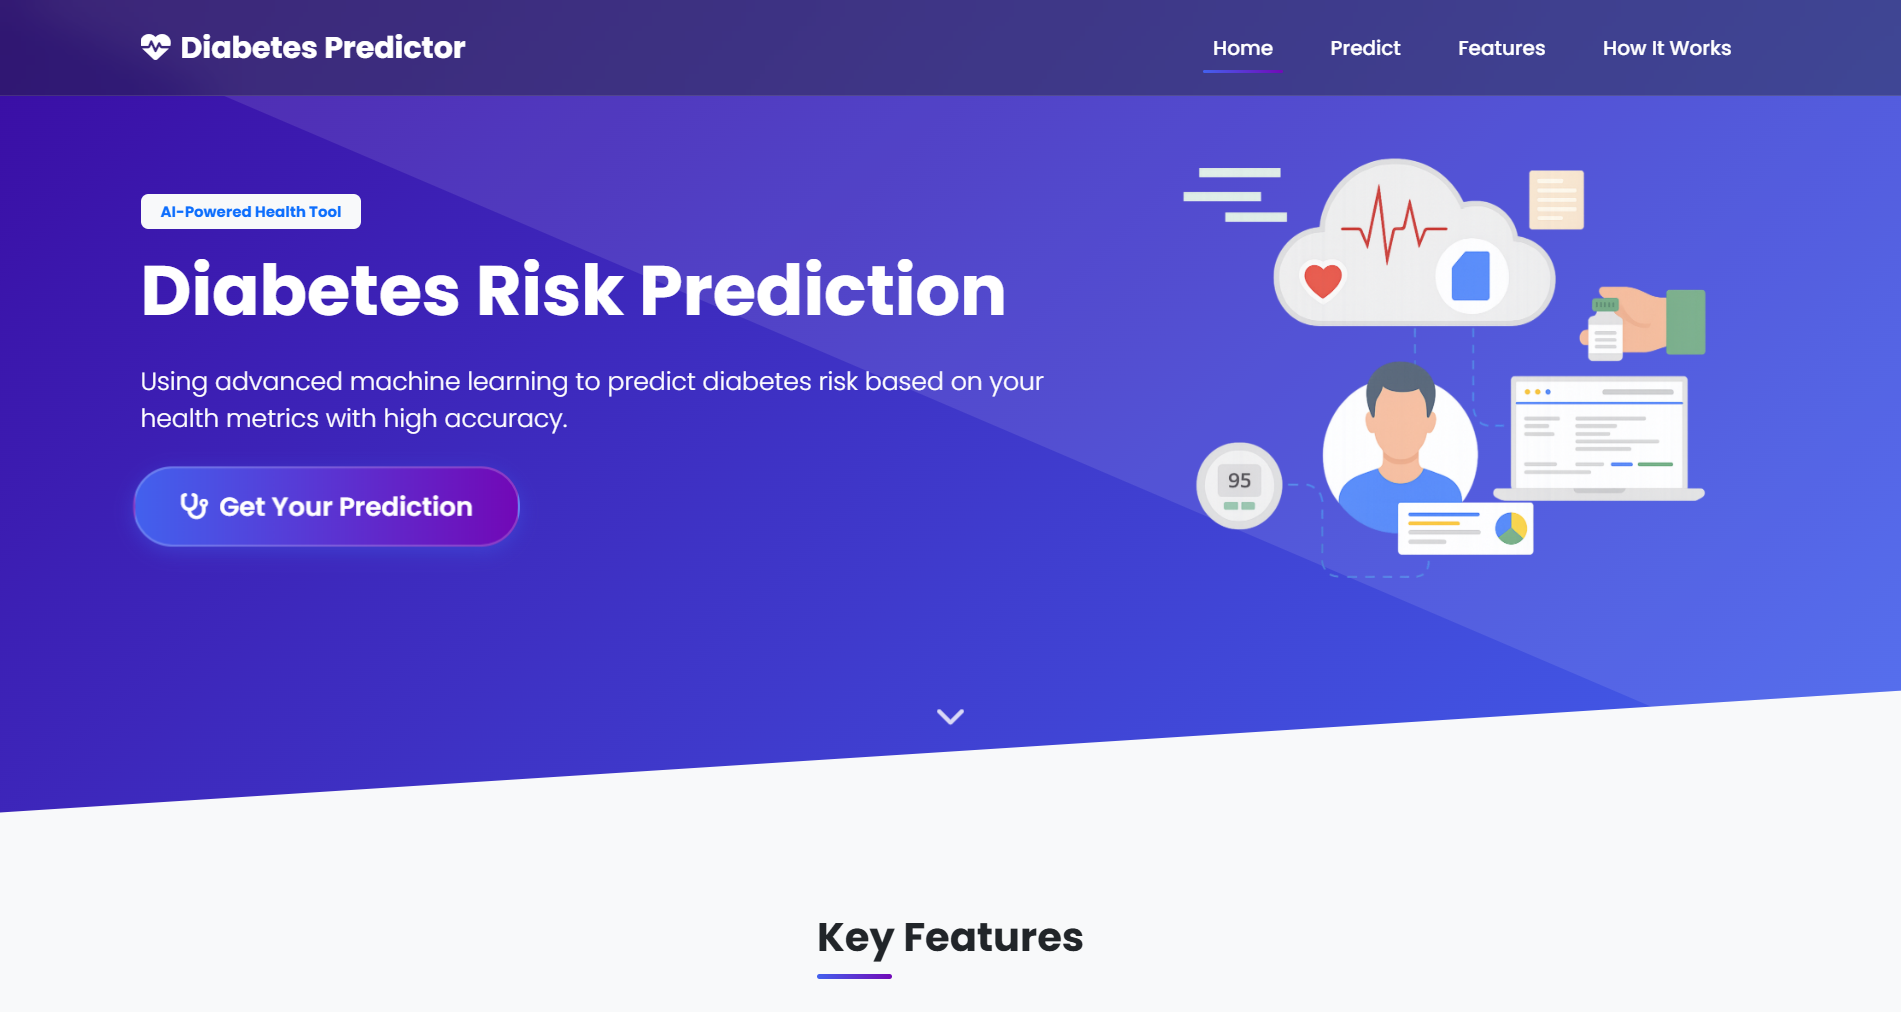 Diabetes Predictor
Home
Predict
Features
How It Works
AI-Powered Health Tool
Diabetes Risk Prediction
Using advanced machine learning to predict diabetes risk based on your
health metrics with high accuracy.
Get Your Prediction
95
Key Features